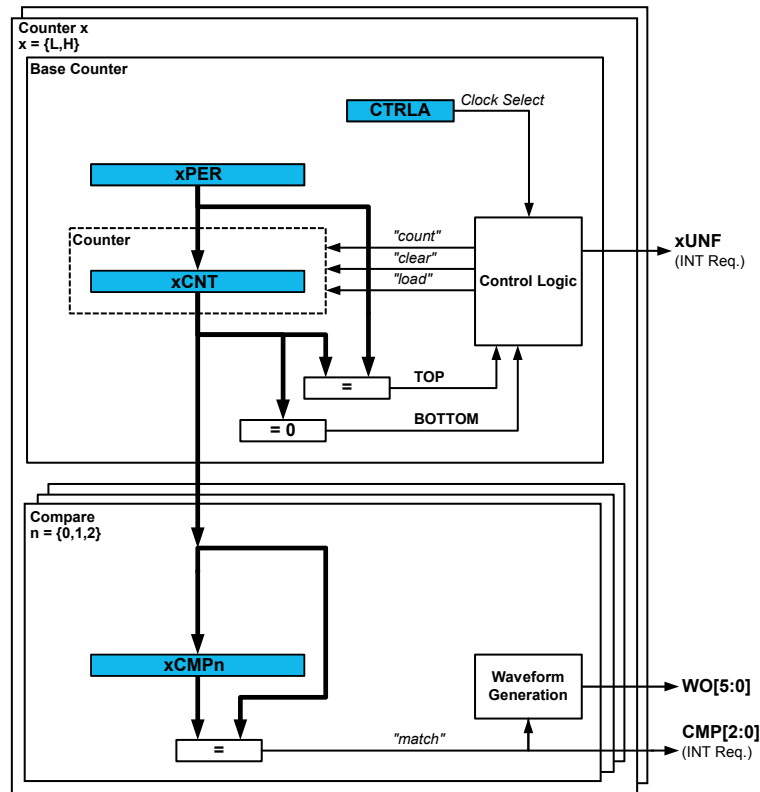 Counter x
x = {L,H}
Base Counter
CTRLA
Clock Select
xPER
Counter
"count"
"clear"
"load"
xCNT
Control Logic
xUNF
(INT Req.)
=
TOP
= 0
BOTTOM
Compare
n = {0,1,2}
xCMPn
Waveform
Generation
WO[5:0]
=
"match"
CMP[2:0]
(INT Req.)